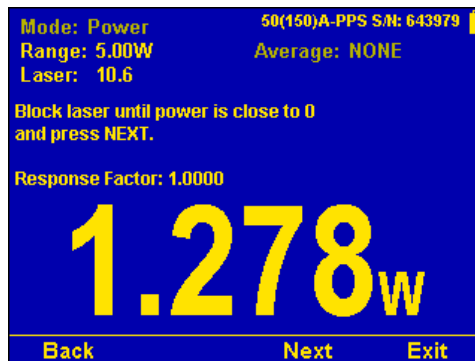 Mode: Power 50(150)A-PPS S/N: 643979
Range: 5.00W Average: NONE
Laser: 10.6
Block laser until power is close to 0
and press NEXT.
Response Factor: 1.0000
1.278W
Back Next Exit